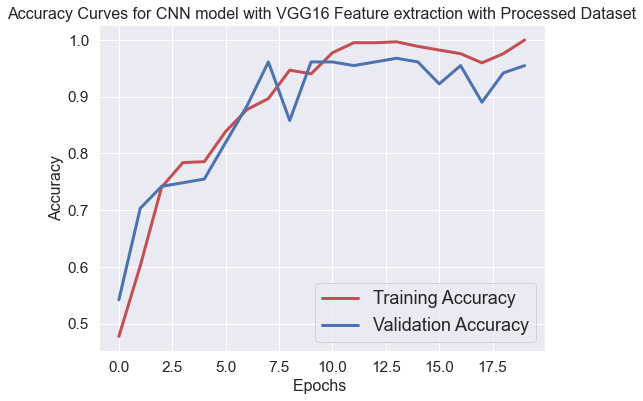 Accuracy Curves for CNN model with VGG16 Feature extraction with Processed Dataset
1.0
0.9
0.8
0.7
0.6
0.5
Accuracy
Training Accuracy
Validation Accuracy
0.0 2.5 5.0 7.5 10.0 12.5 15.0 17.5
Epochs